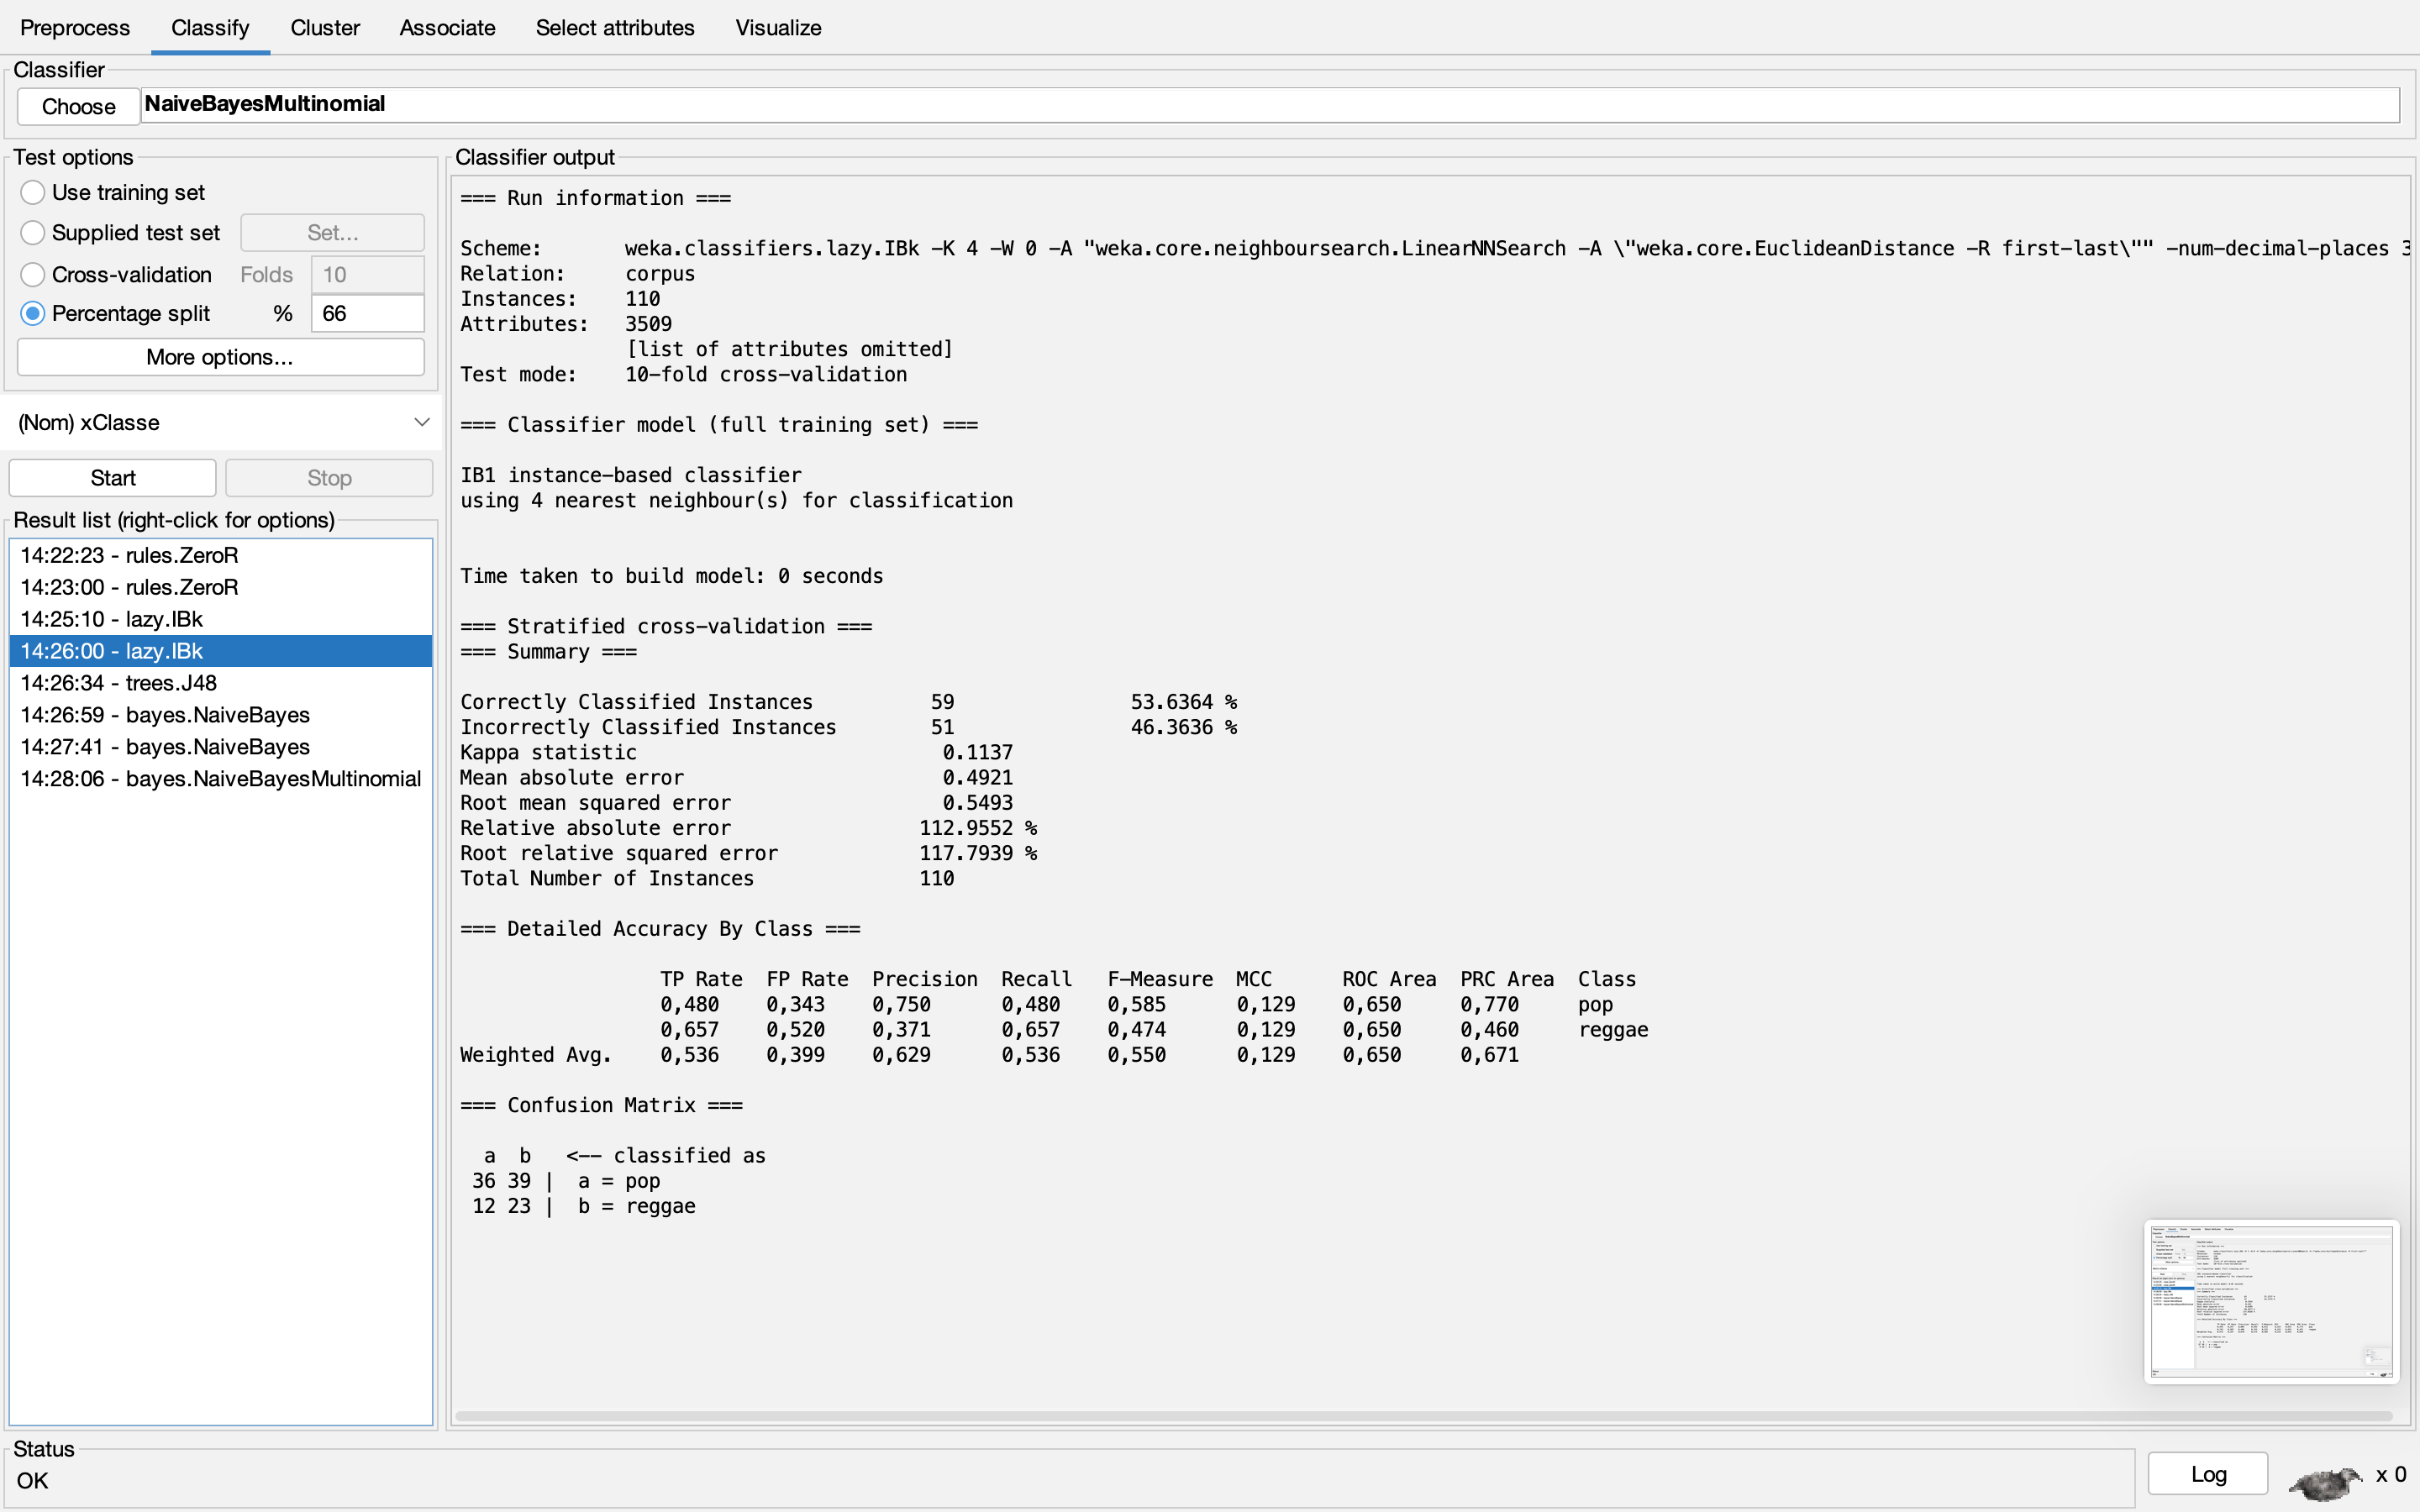 Preprocess Classify Cluster Associate Select attributes Visualize
Classifier
Choose NaiveBayesMultinomial
Test options
Use training set
Supplied test set Set...
Cross-validation Folds 10
Percentage split % 66
More options...
(Nom) xClasse
Start Stop
Result list (right-click for options)
14:22:23 - rules.ZeroR
14:23:00 - rules.ZeroR
14:25:10 - lazy.IBk
14:26:00 - lazy.IBk
14:26:34 - trees.J48
14:26:59 - bayes.NaiveBayes
14:27:41 - bayes.NaiveBayes
14:28:06 - bayes.NaiveBayesMultinomial
Classifier output
=== Run information ===
Scheme: weka.classifiers.lazy.IBk -K 4 -W 0 -A "weka.core.neighboursearch.LinearNNSearch -A \"weka.core.EuclideanDistance -R first-last\"" -num-decimal-places 3
Relation: corpus
Instances: 110
Attributes: 3509
[list of attributes omitted]
Test mode: 10-fold cross-validation
=== Classifier model (full training set) ===
IB1 instance-based classifier
using 4 nearest neighbour(s) for classification
Time taken to build model: 0 seconds
=== Stratified cross-validation ===
=== Summary ===
Correctly Classified Instances 59 53.6364 %
Incorrectly Classified Instances 51 46.3636 %
Kappa statistic 0.1137
Mean absolute error 0.4921
Root mean squared error 0.5493
Relative absolute error 112.9552 %
Root relative squared error 117.7939 %
Total Number of Instances 110
=== Detailed Accuracy By Class ===
TP Rate FP Rate Precision Recall F-Measure MCC ROC Area PRC Area Class
0,480 0,343 0,750 0,480 0,585 0,129 0,650 0,770 pop
0,657 0,520 0,371 0,657 0,474 0,129 0,650 0,460 reggae
Weighted Avg. 0,536 0,399 0,629 0,536 0,550 0,129 0,650 0,671
=== Confusion Matrix ===
a b <-- classified as
36 39 | a = pop
12 23 | b = reggae
Status
OK
Log x 0